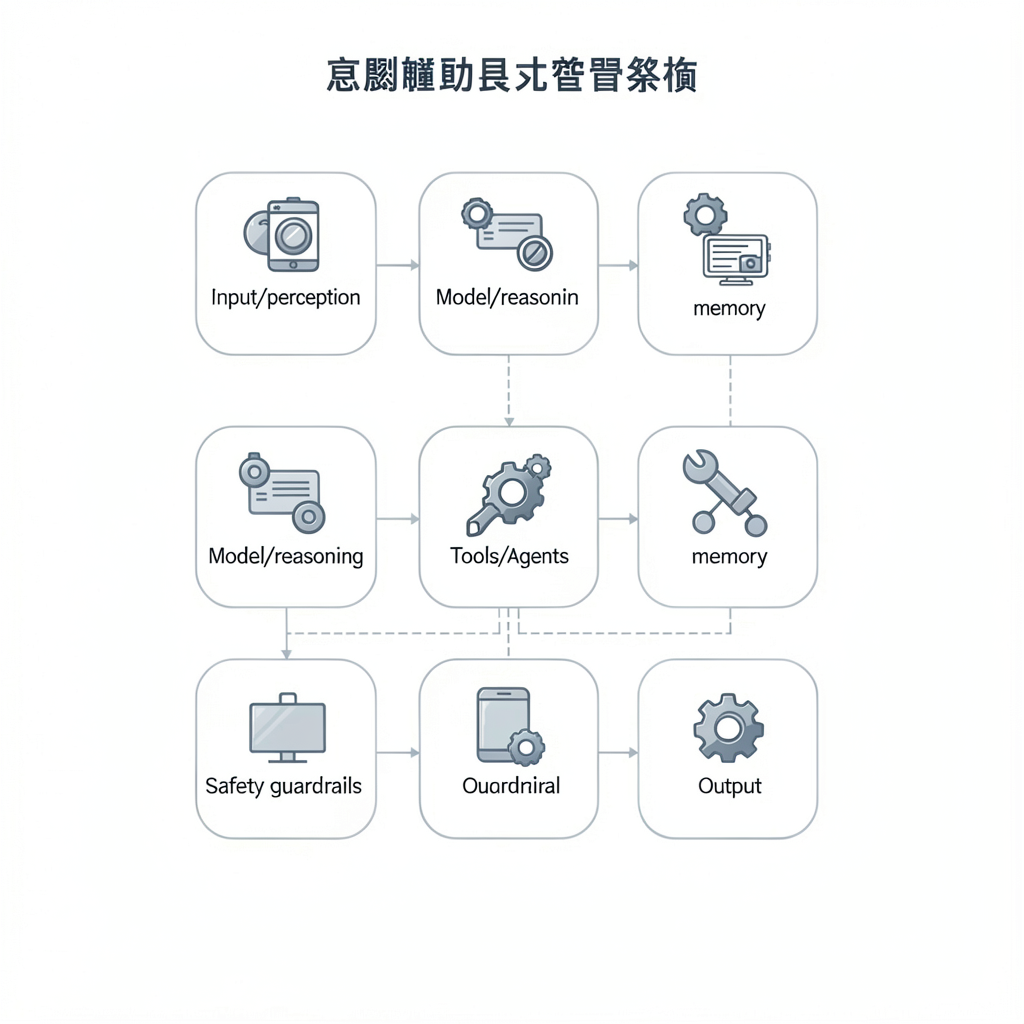 Input/perception
Model/reasonin
memory
Model/reasoning
Tools/Agents
memory
Safety guardrails
Ouardniral
Output